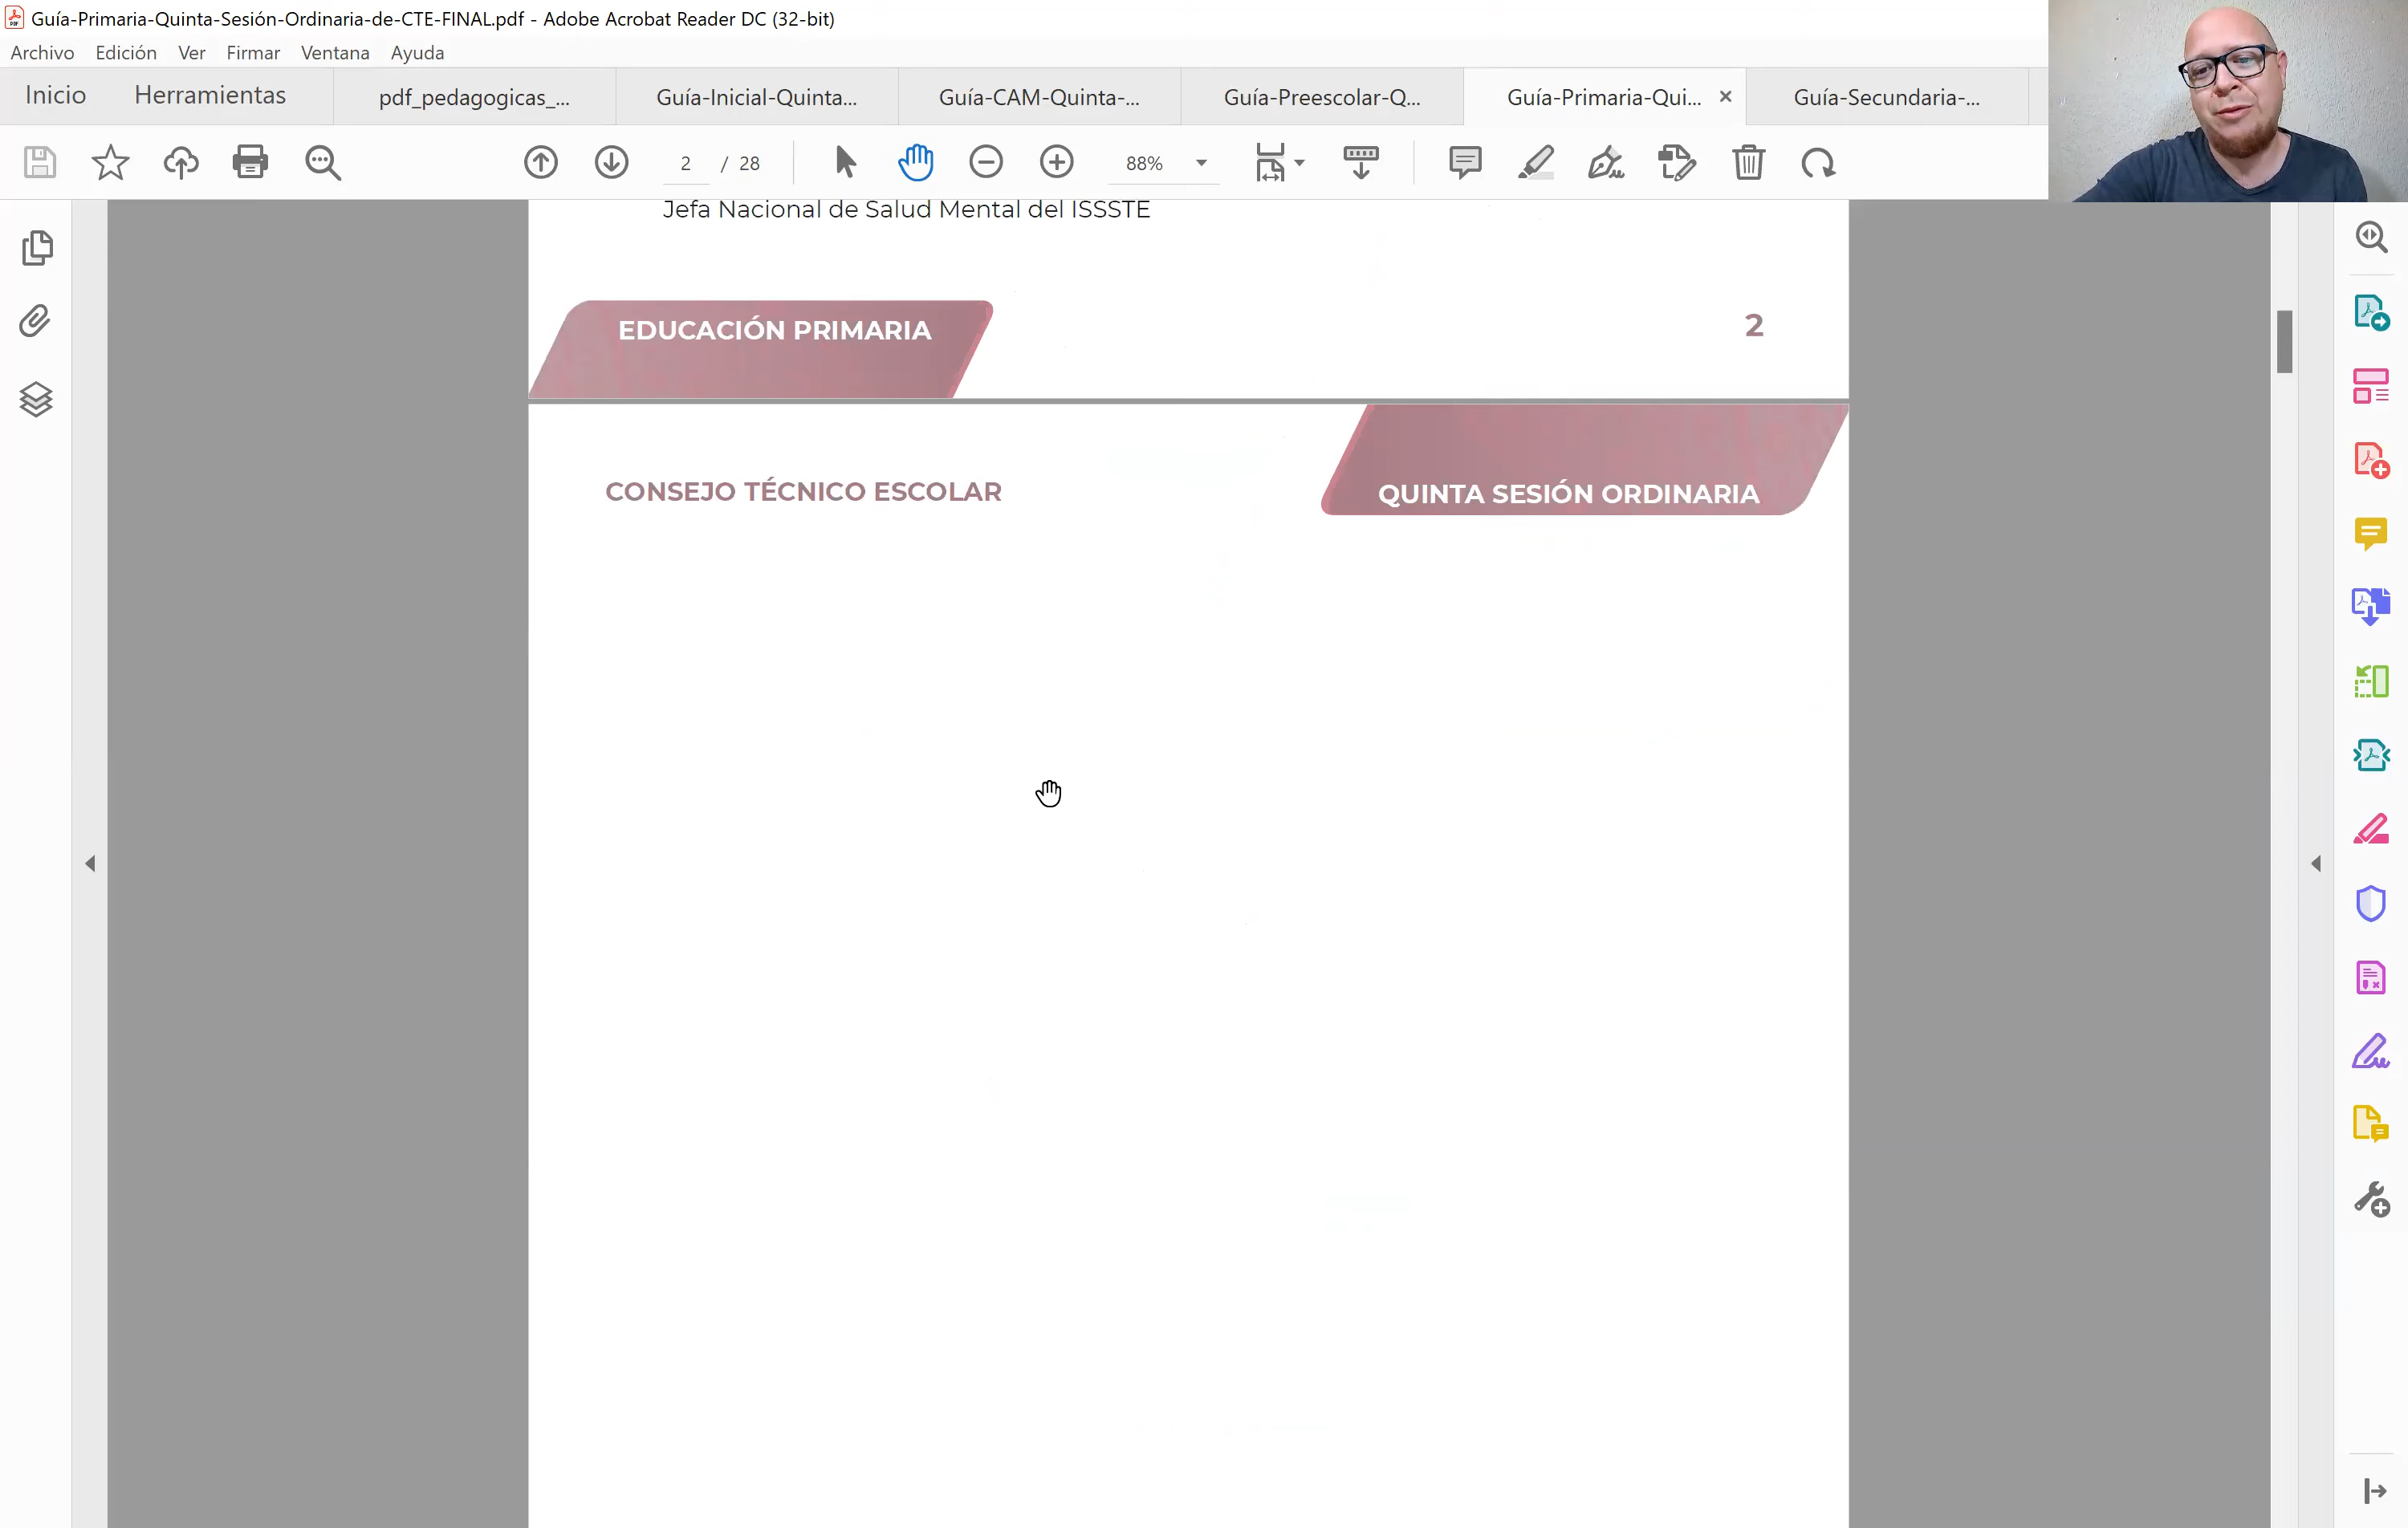 Guía-Primaria-Quinta-Sesión-Ordinaria-de-CTE-FINAL.pdf - Adobe Acrobat Reader DC (32-bit)
Archivo Edición Ver Firmar Ventana Ayuda
Inicio Herramientas pdf_pedagogicas_... Guía-Inicial-Quinta... Guía-CAM-Quinta-... Guía-Preescolar-Q... Guía-Primaria-Qui... Guía-Secundaria-...
2 / 28 88%
Jefa Nacional de Salud Mental del ISSSTE
EDUCACIÓN PRIMARIA 2
CONSEJO TÉCNICO ESCOLAR QUINTA SESIÓN ORDINARIA